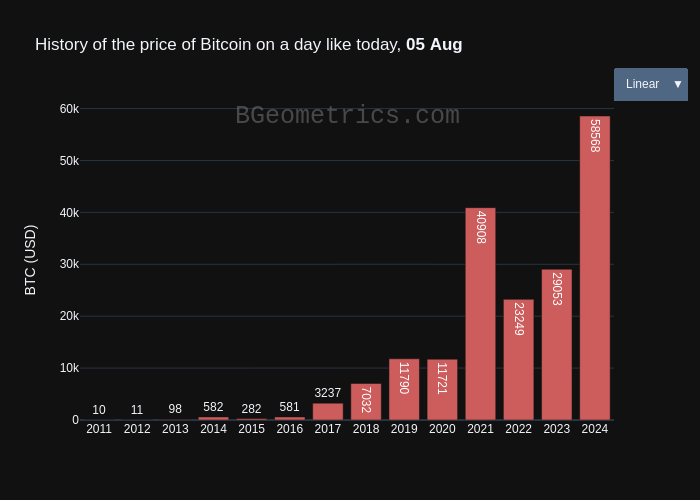 History of the price of Bitcoin on a day like today, 05 Aug
Linear ▼
BGeometrics.com
BTC (USD)
60k
50k
40k
30k
20k
10k
0
10
11
98
582
282
581
3237
7032
11790
11721
40908
23249
29053
58568
2011 2012 2013 2014 2015 2016 2017 2018 2019 2020 2021 2022 2023 2024